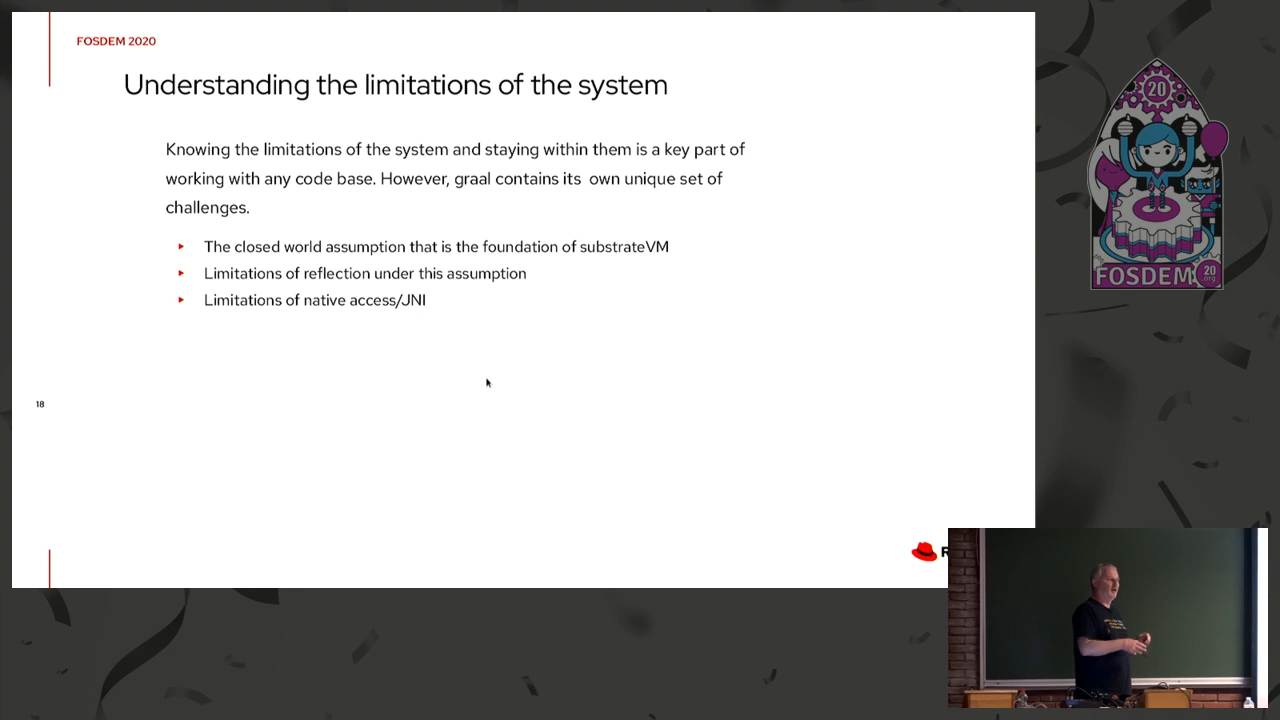 FOSDEM 2020
Understanding the limitations of the system
Knowing the limitations of the system and staying within them is a key part of
working with any code base. However, graal contains its  own unique set of
challenges.
The closed world assumption that is the foundation of substrateVM
Limitations of reflection under this assumption
Limitations of native access/JNI
18
20
FOSDEM
20
.org